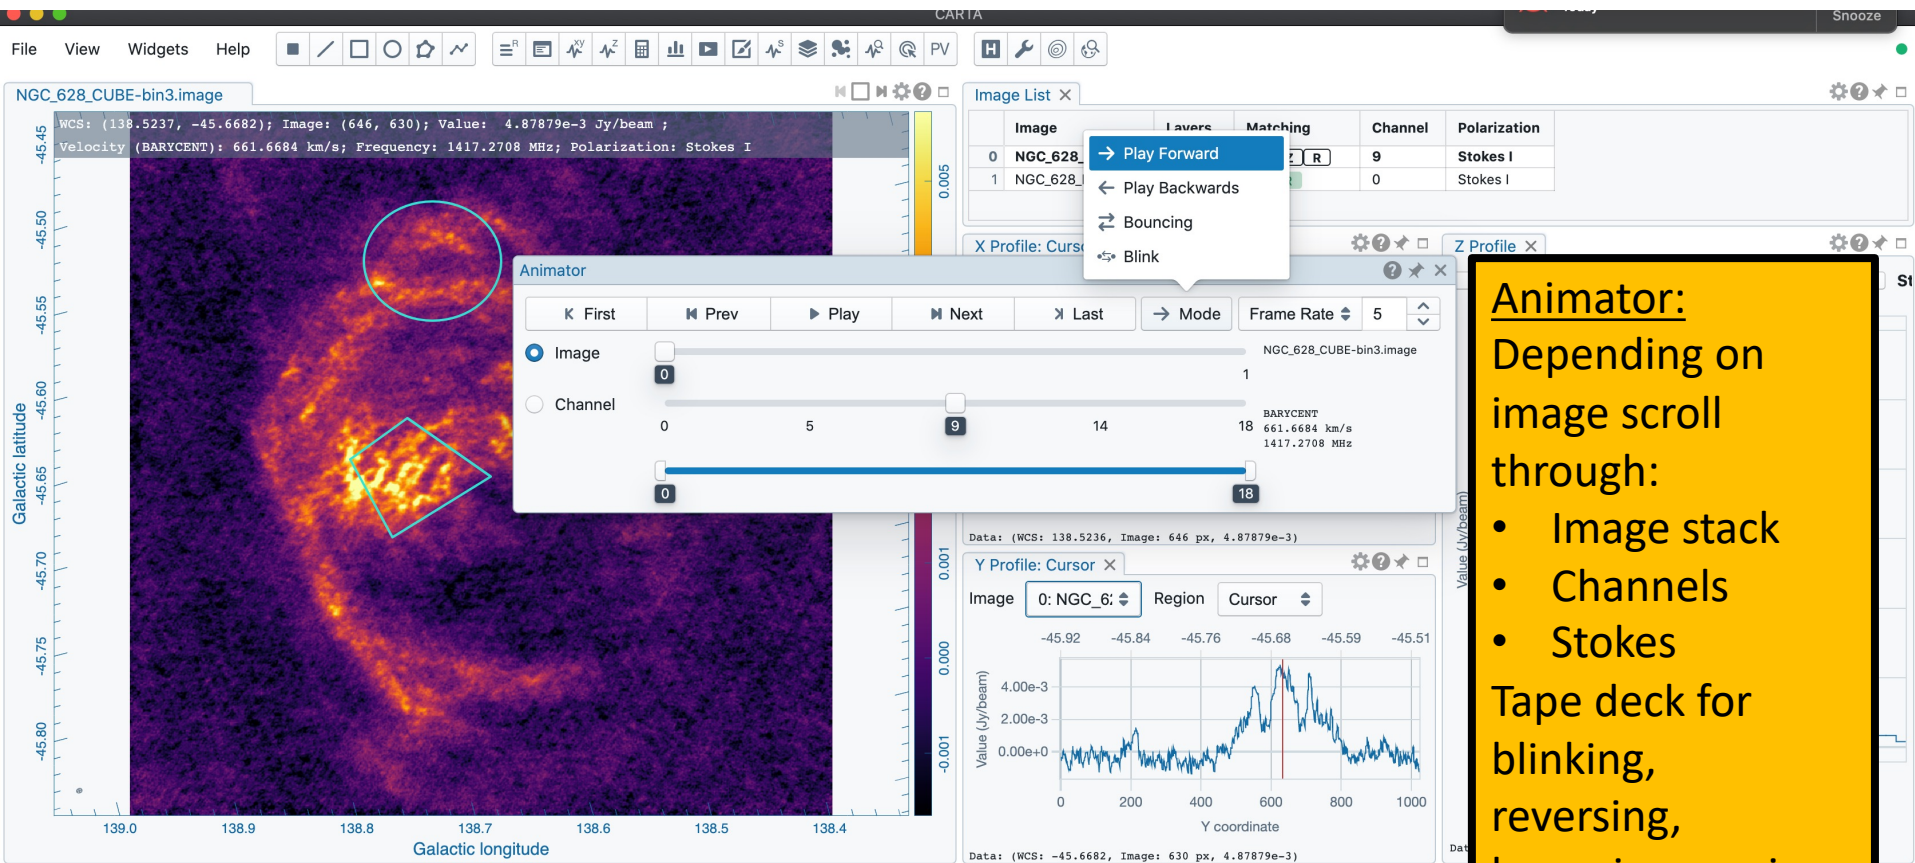 CARTA
Snooze
File View Widgets Help
PV
NGC_628_CUBE-bin3.image
WCS: (138.5237, -45.6682); Image: (646, 630); Value: 4.87879e-3 Jy/beam ;
Velocity (BARYCENT): 661.6684 km/s; Frequency: 1417.2708 MHz; Polarization: Stokes I
-45.45
-45.50
-45.55
-45.60
-45.65
-45.70
-45.75
-45.80
Galactic latitude
139.0 138.9 138.8 138.7 138.6 138.5 138.4
Galactic longitude
0.005
0.001
0.000
-0.001
Image List
Image Layers Matching Channel Polarization
0 NGC_628_ Z R 9 Stokes I
1 NGC_628_ 0 Stokes I
Play Forward
Play Backwards
Bouncing
Blink
X Profile: Curs
Z Profile
Animator
First Prev Play Next Last Mode Frame Rate 5
Image
0 1
NGC_628_CUBE-bin3.image
Channel
0 5 9 14 18
BARYCENT
661.6684 km/s
1417.2708 MHz
0 18
Data: (WCS: 138.5236, Image: 646 px, 4.87879e-3)
Y Profile: Cursor
Image 0: NGC_62 Region Cursor
-45.92 -45.84 -45.76 -45.68 -45.59 -45.51
4.00e-3
2.00e-3
0.00e+0
Value (Jy/beam)
0 200 400 600 800 1000
Y coordinate
Data: (WCS: -45.6682, Image: 630 px, 4.87879e-3)
Value (Jy/beam)
Animator:
Depending on
image scroll
through:
• Image stack
• Channels
• Stokes
Tape deck for
blinking,
reversing,